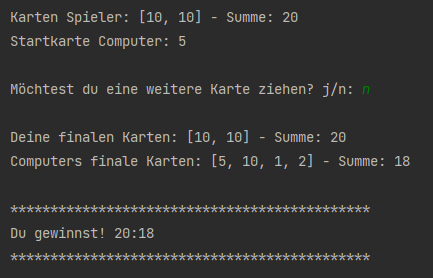 Karten Spieler: [10, 10] - Summe: 20
Startkarte Computer: 5
Möchtest du eine weitere Karte ziehen? j/n: n
Deine finalen Karten: [10, 10] - Summe: 20
Computers finale Karten: [5, 10, 1, 2] - Summe: 18
*********************************************
Du gewinnst! 20:18
*********************************************